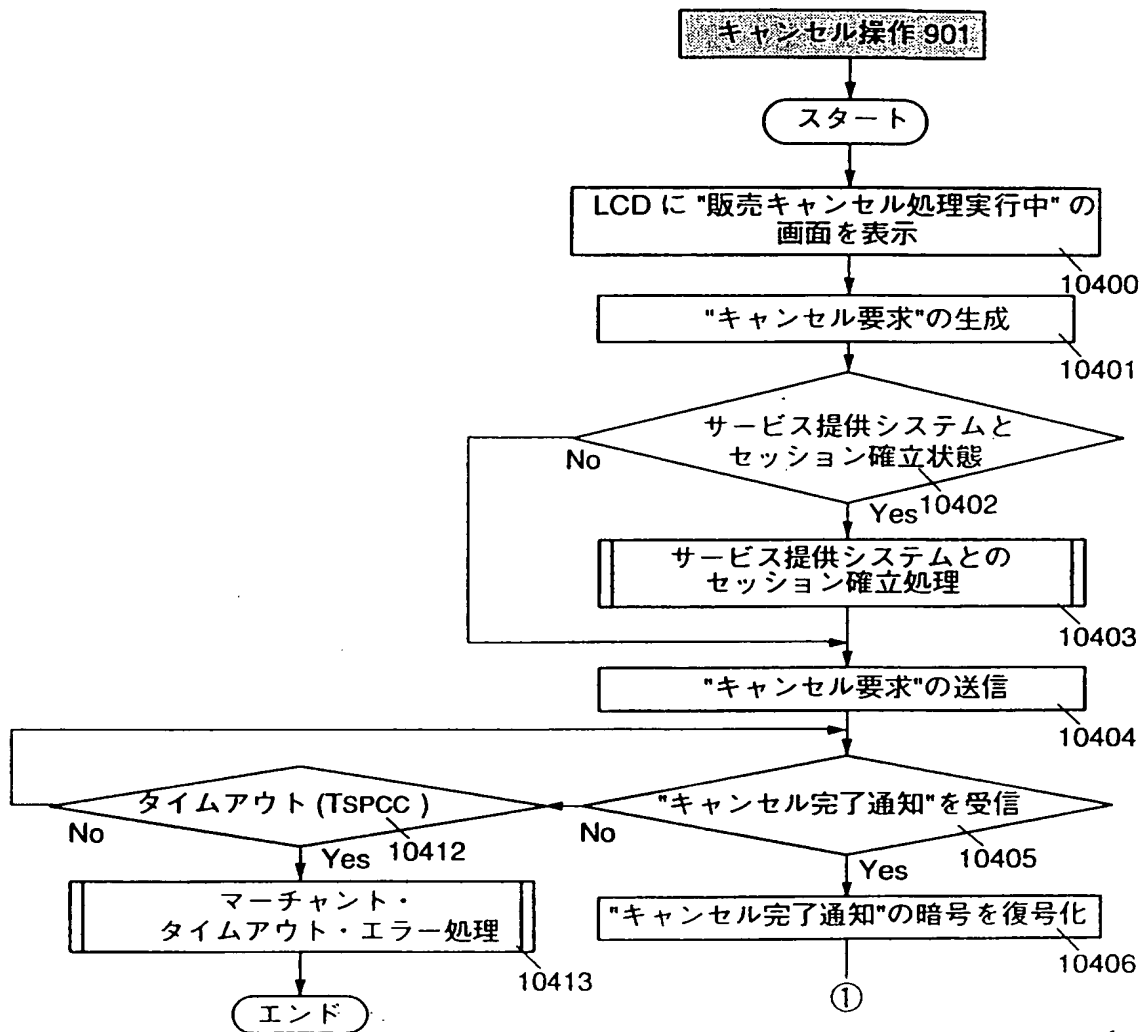 キャンセル操作 901
スタート
LCD に "販売キャンセル処理実行中" の
画面を表示
10400
"キャンセル要求"の生成
10401
サービス提供システムと
セッション確立状態
No
10402
Yes
サービス提供システムとの
セッション確立処理
10403
"キャンセル要求"の送信
10404
タイムアウト (TSPCC)
No
10412
Yes
"キャンセル完了通知"を受信
No
10405
Yes
マーチャント・
タイムアウト・エラー処理
10413
"キャンセル完了通知"の暗号を復号化
10406
エンド
①